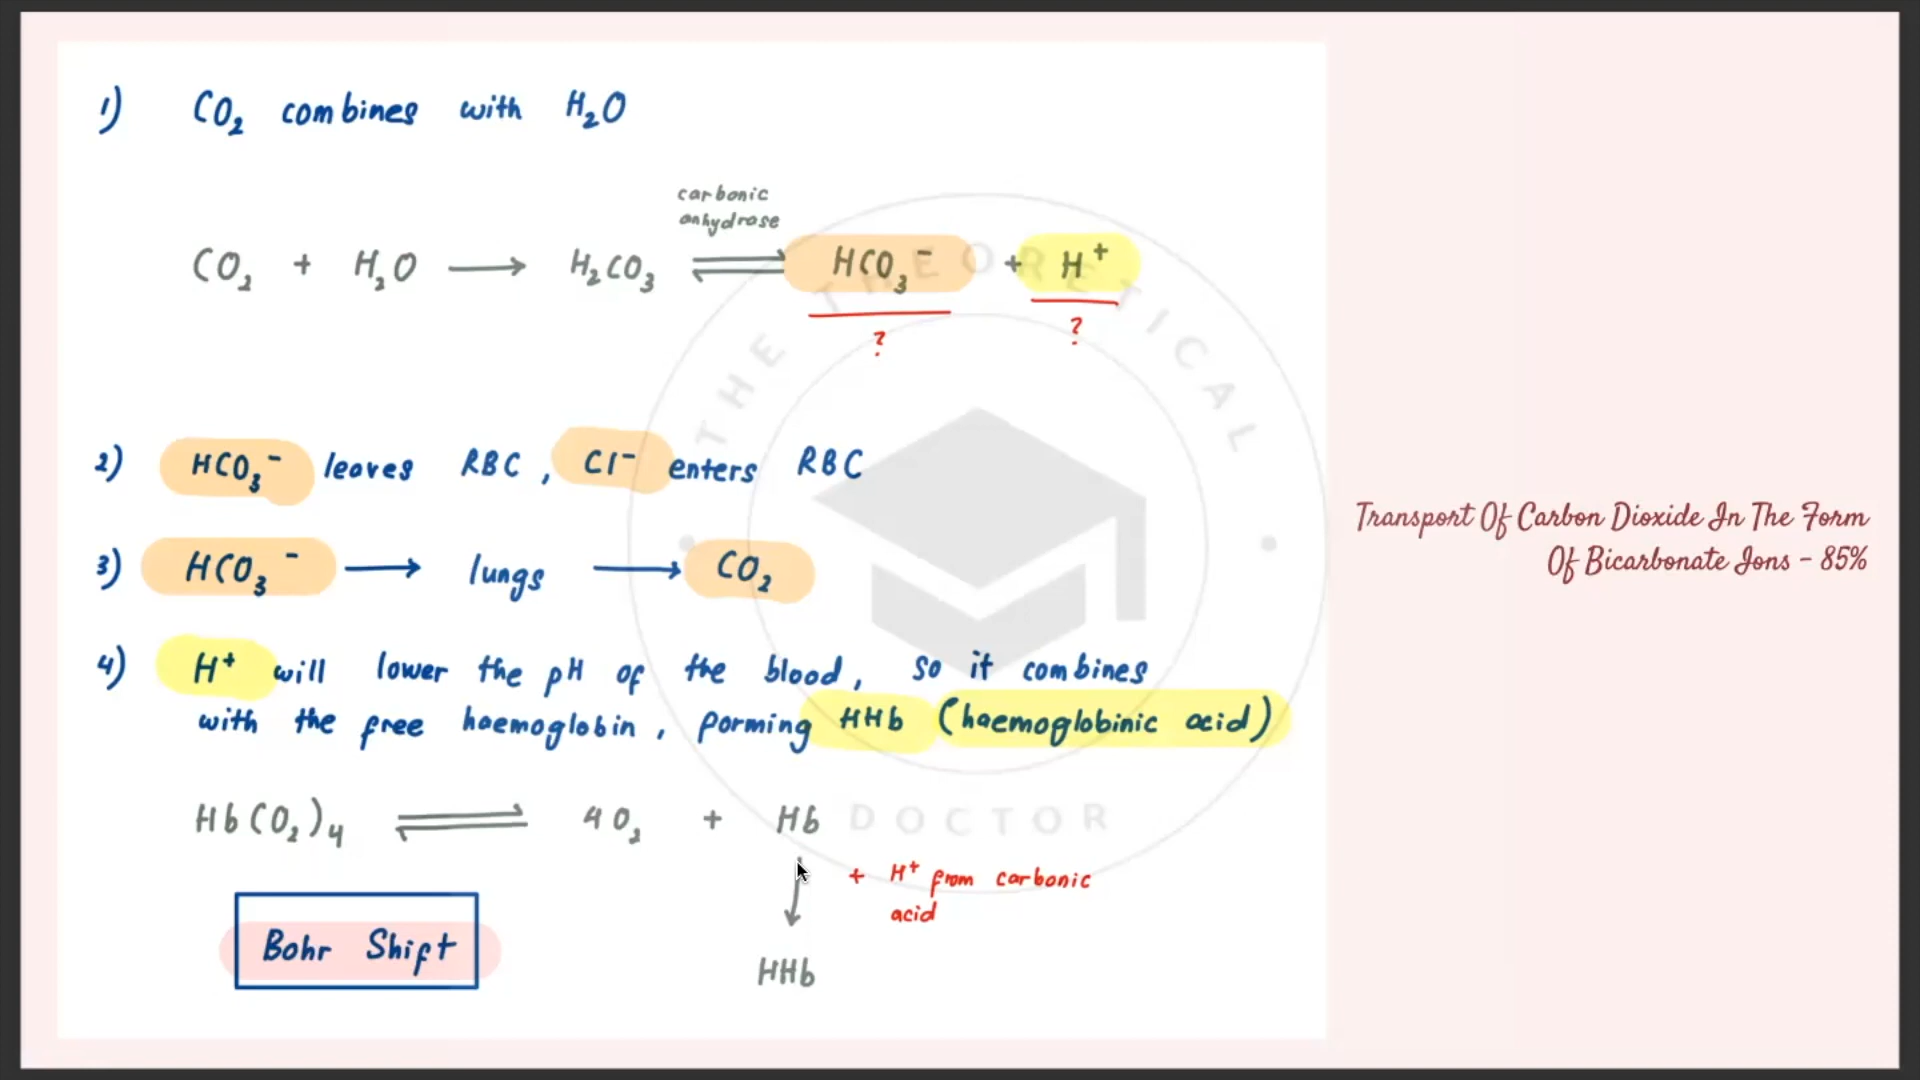 1) CO₂ combines with H₂O
carbonic
anhydrase
CO₂ + H₂O ⟶ H₂CO₃ ⇌ HCO₃⁻ + H⁺
? ?
2) HCO₃⁻ leaves RBC, Cl⁻ enters RBC
3) HCO₃⁻ ⟶ lungs ⟶ CO₂
4) H⁺ will lower the pH of the blood, so it combines
with the free haemoglobin, forming HHb (haemoglobinic acid)
Hb(O₂)₄ ⇌ 4O₂ + Hb
+ H⁺ from carbonic
acid
HHb
Bohr Shift
Transport Of Carbon Dioxide In The Form
Of Bicarbonate Ions - 85%
THE THEORETICAL
DOCTOR